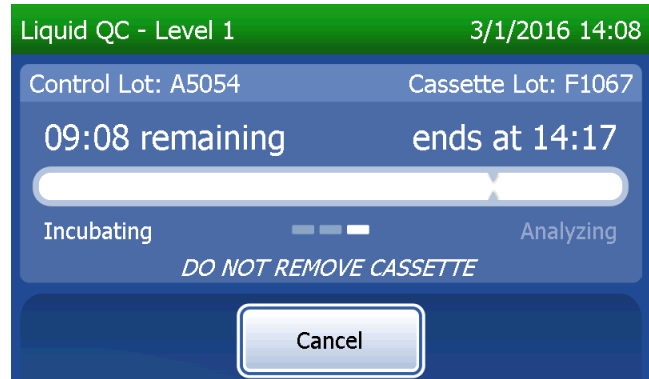 Liquid QC - Level 1 3/1/2016 14:08
Control Lot: A5054 Cassette Lot: F1067
09:08 remaining ends at 14:17
Incubating Analyzing
DO NOT REMOVE CASSETTE
Cancel